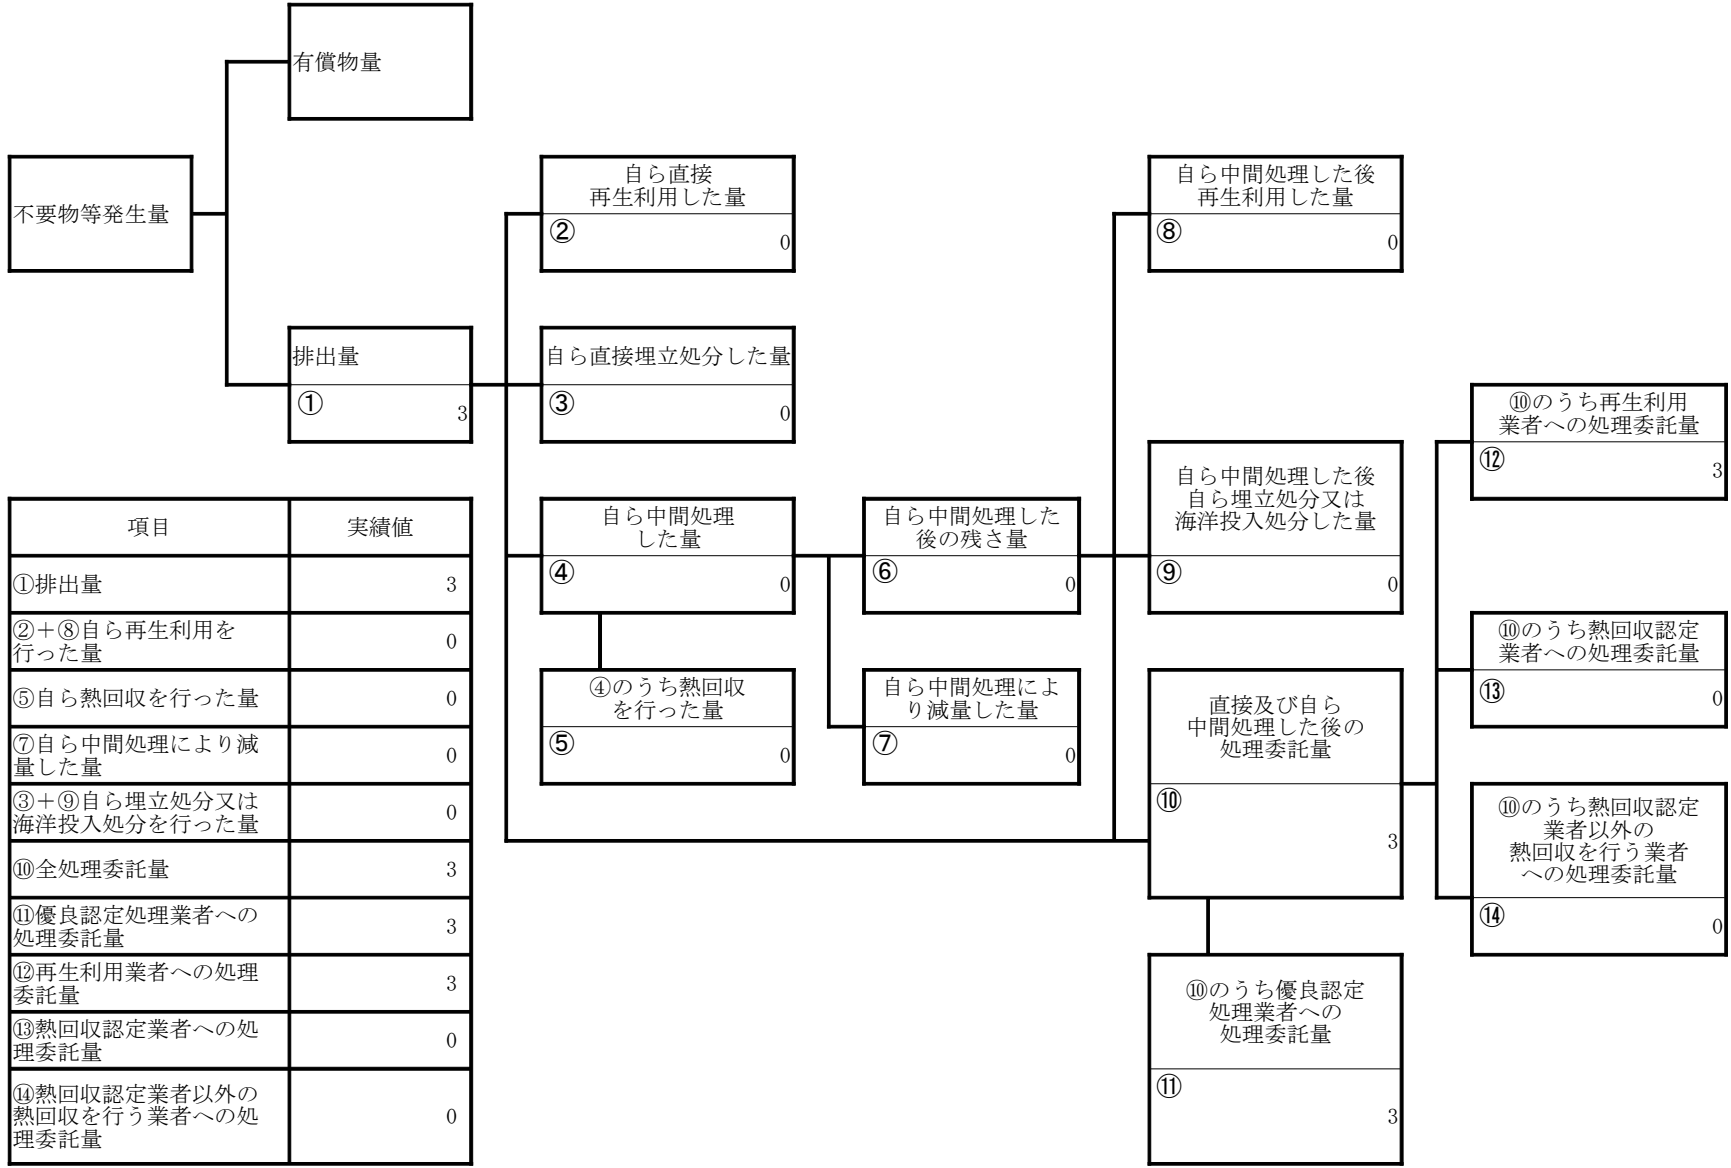 有償物量
不要物等発生量
排出量
①
3
自ら直接
再生利用した量
②
0
自ら直接埋立処分した量
③
0
自ら中間処理
した量
④
0
④のうち熱回収
を行った量
⑤
0
自ら中間処理した
後の残さ量
⑥
0
自ら中間処理によ
り減量した量
⑦
0
自ら中間処理した後
再生利用した量
⑧
0
自ら中間処理した後
自ら埋立処分又は
海洋投入処分した量
⑨
0
直接及び自ら
中間処理した後の
処理委託量
⑩
3
⑩のうち優良認定
処理業者への
処理委託量
⑪
3
⑩のうち再生利用
業者への処理委託量
⑫
3
⑩のうち熱回収認定
業者への処理委託量
⑬
0
⑩のうち熱回収認定
業者以外の
熱回収を行う業者
への処理委託量
⑭
0
項目 実績値
①排出量 3
②＋⑧自ら再生利用を
行った量 0
⑤自ら熱回収を行った量 0
⑦自ら中間処理により減
量した量 0
③＋⑨自ら埋立処分又は
海洋投入処分を行った量 0
⑩全処理委託量 3
⑪優良認定処理業者への
処理委託量 3
⑫再生利用業者への処理
委託量 3
⑬熱回収認定業者への処
理委託量 0
⑭熱回収認定業者以外の
熱回収を行う業者への処
理委託量 0